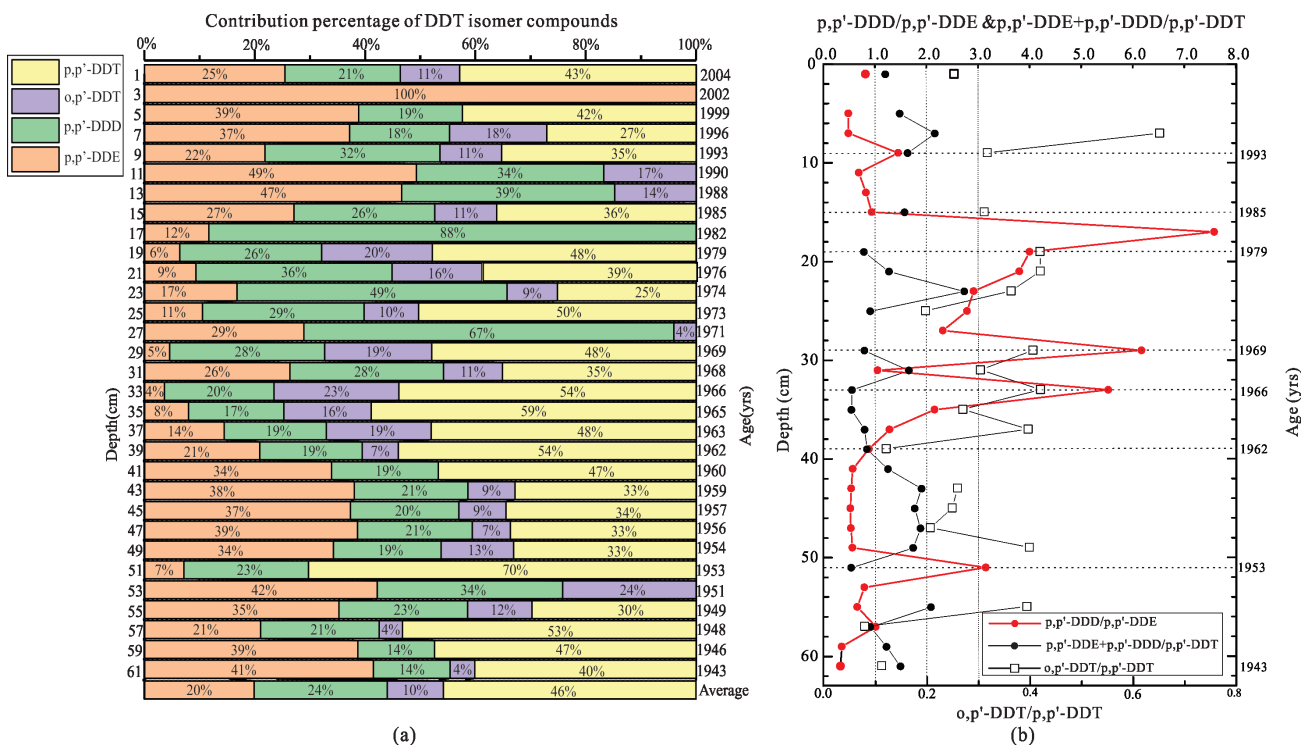 Contribution percentage of DDT isomer compounds
0% 20% 40% 60% 80% 100%
p,p'-DDT
o,p'-DDT
p,p'-DDD
p,p'-DDE
Depth(cm)
Age(yrs)
1 25% 21% 11% 43% 2004
3 100% 2002
5 39% 19% 42% 1999
7 37% 18% 18% 27% 1996
9 22% 32% 11% 35% 1993
11 49% 34% 17% 1990
13 47% 39% 14% 1988
15 27% 26% 11% 36% 1985
17 12% 88% 1982
19 6% 26% 20% 48% 1979
21 9% 36% 16% 39% 1976
23 17% 49% 9% 25% 1974
25 11% 29% 10% 50% 1973
27 29% 67% 4% 1971
29 5% 28% 19% 48% 1969
31 26% 28% 11% 35% 1968
33 4% 20% 23% 54% 1966
35 8% 17% 16% 59% 1965
37 14% 19% 19% 48% 1963
39 21% 19% 7% 54% 1962
41 34% 19% 47% 1960
43 38% 21% 9% 33% 1959
45 37% 20% 9% 34% 1957
47 39% 21% 7% 33% 1956
49 34% 19% 13% 33% 1954
51 7% 23% 70% 1953
53 42% 34% 24% 1951
55 35% 23% 12% 30% 1949
57 21% 21% 4% 53% 1948
59 39% 14% 47% 1946
61 41% 14% 4% 40% 1943
20% 24% 10% 46% Average
(a)
p,p'-DDD/p,p'-DDE &p,p'-DDE+p,p'-DDD/p,p'-DDT
0.0 1.0 2.0 3.0 4.0 5.0 6.0 7.0 8.0
0
10
20
30
40
50
60
Depth (cm)
1993
1985
1979
1969
1966
1962
1953
1943
Age (yrs)
p,p'-DDD/p,p'-DDE
p,p'-DDE+p,p'-DDD/p,p'-DDT
o,p'-DDT/p,p'-DDT
0.0 0.2 0.4 0.6 0.8
o,p'-DDT/p,p'-DDT
(b)